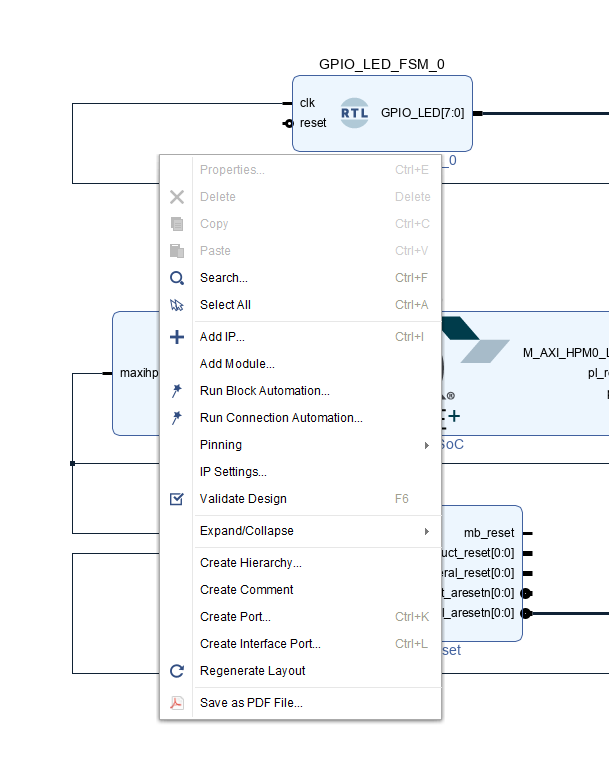 GPIO_LED_FSM_0
clk
reset
RTL
GPIO_LED[7:0]
_0
Properties... Ctrl+E
Delete Delete
Copy Ctrl+C
Paste Ctrl+V
Search... Ctrl+F
Select All Ctrl+A
Add IP... Ctrl+I
Add Module...
Run Block Automation...
Run Connection Automation...
Pinning
IP Settings...
Validate Design F6
Expand/Collapse
Create Hierarchy...
Create Comment
Create Port... Ctrl+K
Create Interface Port... Ctrl+L
Regenerate Layout
Save as PDF File...
maxihp
M_AXI_HPM0_L
pl_r
®
+
SoC
mb_reset
uct_reset[0:0]
eral_reset[0:0]
t_aresetn[0:0]
l_aresetn[0:0]
set